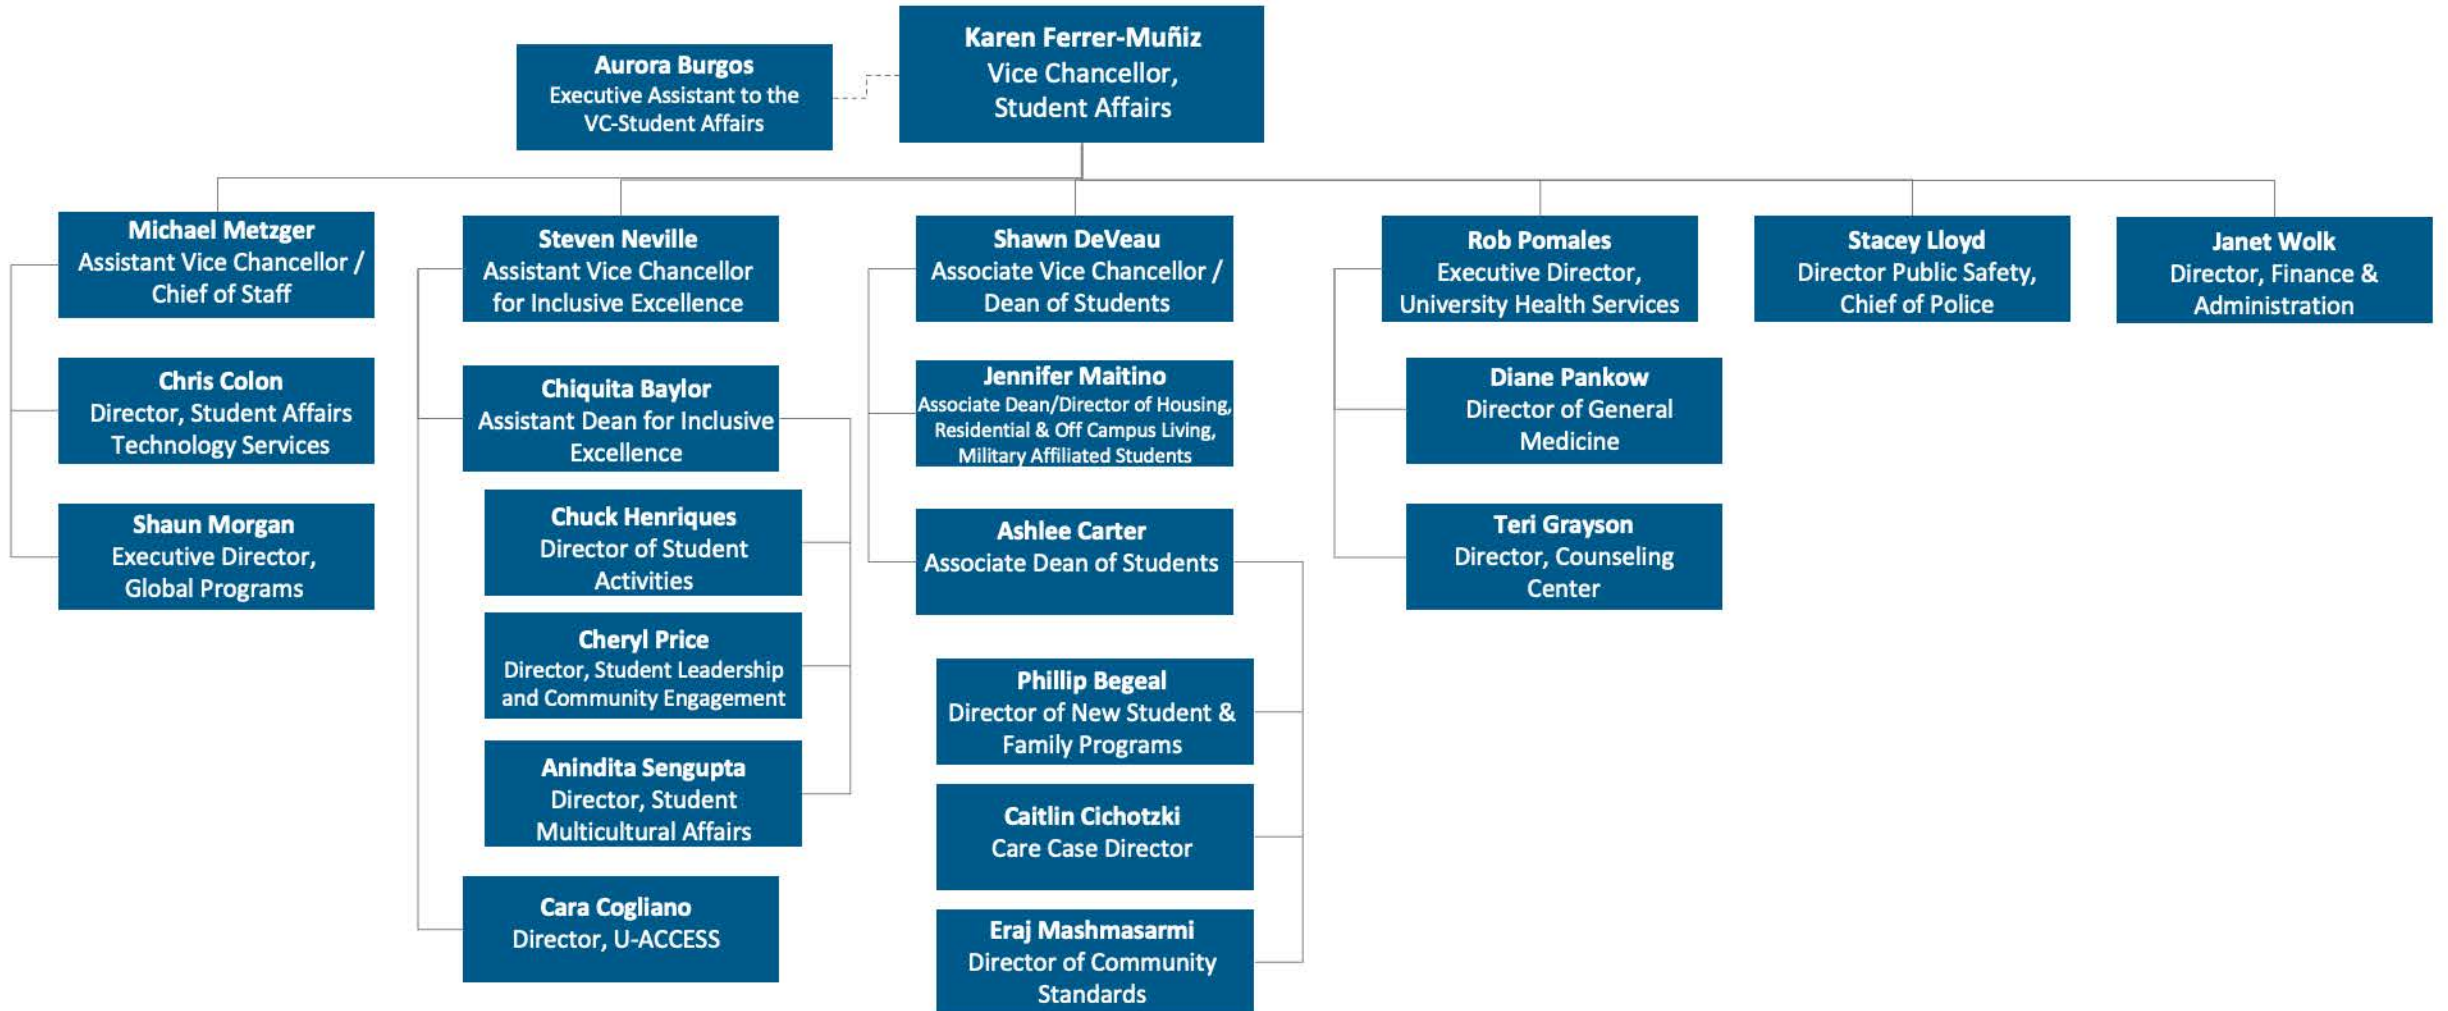 Karen Ferrer-Muñiz
Vice Chancellor,
Student Affairs
Aurora Burgos
Executive Assistant to the
VC-Student Affairs
Michael Metzger
Assistant Vice Chancellor /
Chief of Staff
Chris Colon
Director, Student Affairs
Technology Services
Shaun Morgan
Executive Director,
Global Programs
Steven Neville
Assistant Vice Chancellor
for Inclusive Excellence
Chiquita Baylor
Assistant Dean for Inclusive
Excellence
Chuck Henriques
Director of Student
Activities
Cheryl Price
Director, Student Leadership
and Community Engagement
Anindita Sengupta
Director, Student
Multicultural Affairs
Cara Cogliano
Director, U-ACCESS
Shawn DeVeau
Associate Vice Chancellor /
Dean of Students
Jennifer Maitino
Associate Dean/Director of Housing,
Residential & Off Campus Living,
Military Affiliated Students
Ashlee Carter
Associate Dean of Students
Phillip Begeal
Director of New Student &
Family Programs
Caitlin Cichotzki
Care Case Director
Eraj Mashmasarmi
Director of Community
Standards
Rob Pomales
Executive Director,
University Health Services
Diane Pankow
Director of General
Medicine
Teri Grayson
Director, Counseling
Center
Stacey Lloyd
Director Public Safety,
Chief of Police
Janet Wolk
Director, Finance &
Administration